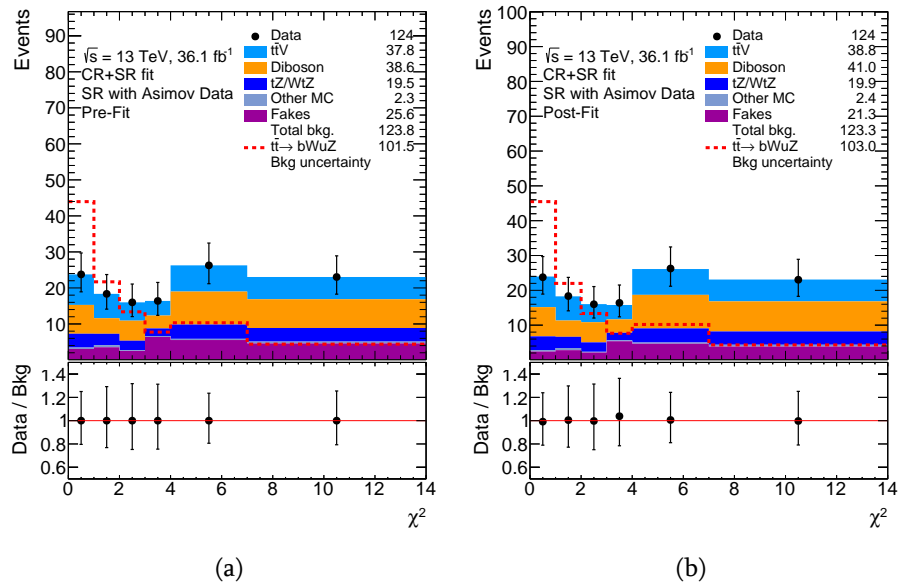 Events
100
90
80
70
60
50
40
30
20
10
√s = 13 TeV, 36.1 fb⁻¹
CR+SR fit
SR with Asimov Data
Pre-Fit
Data 124
tt̄V 37.8
Diboson 38.6
tZ/WtZ 19.5
Other MC 2.3
Fakes 25.6
Total bkg. 123.8
tt̄→ bWuZ 101.5
Bkg uncertainty
Data / Bkg
1.4
1.2
1
0.8
0.6
0 2 4 6 8 10 12 14
χ²
(a)
Events
100
90
80
70
60
50
40
30
20
10
√s = 13 TeV, 36.1 fb⁻¹
CR+SR fit
SR with Asimov Data
Post-Fit
Data 124
tt̄V 38.8
Diboson 41.0
tZ/WtZ 19.9
Other MC 2.4
Fakes 21.3
Total bkg. 123.3
tt̄→ bWuZ 103.0
Bkg uncertainty
Data / Bkg
1.4
1.2
1
0.8
0.6
0 2 4 6 8 10 12 14
χ²
(b)